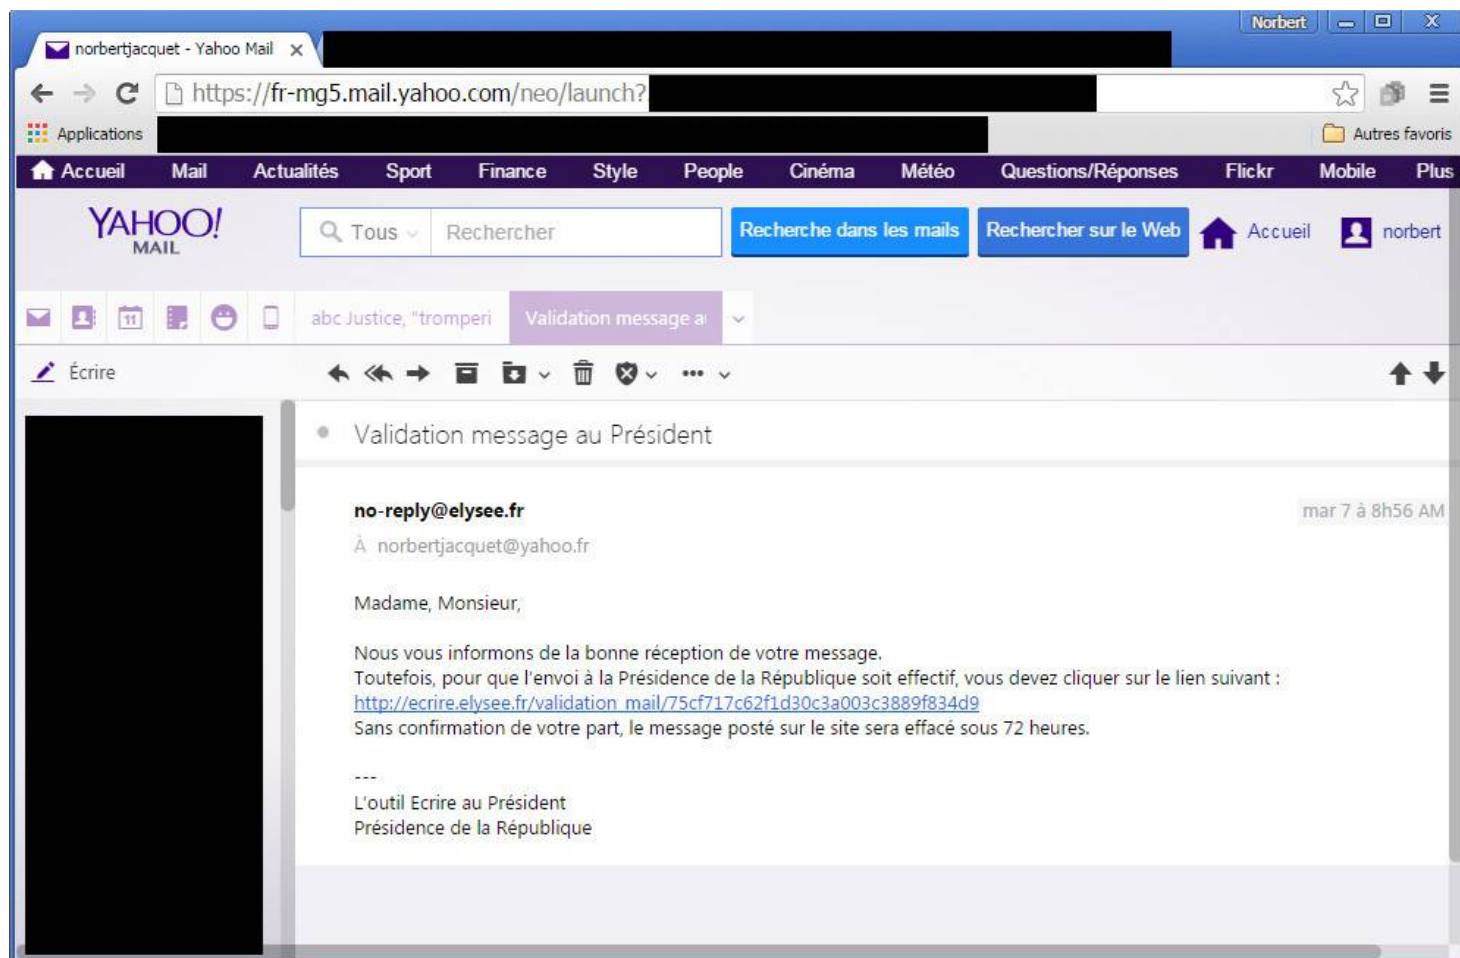 Norbert
norbertjacquet - Yahoo Mail
https://fr-mg5.mail.yahoo.com/neo/launch?
Applications
Autres favoris
Accueil Mail Actualités Sport Finance Style People Cinéma Météo Questions/Réponses Flickr Mobile Plus
YAHOO!
MAIL
Tous
Rechercher
Recherche dans les mails
Rechercher sur le Web
Accueil
norbert
11
abc Justice, "tromperi
Validation message a
Écrire
Validation message au Président
no-reply@elysee.fr
mar 7 à 8h56 AM
À norbertjacquet@yahoo.fr
Madame, Monsieur,
Nous vous informons de la bonne réception de votre message.
Toutefois, pour que l'envoi à la Présidence de la République soit effectif, vous devez cliquer sur le lien suivant :
http://ecrire.elysee.fr/validation_mail/75cf717c62f1d30c3a003c3889f834d9
Sans confirmation de votre part, le message posté sur le site sera effacé sous 72 heures.
---
L'outil Ecrire au Président
Présidence de la République